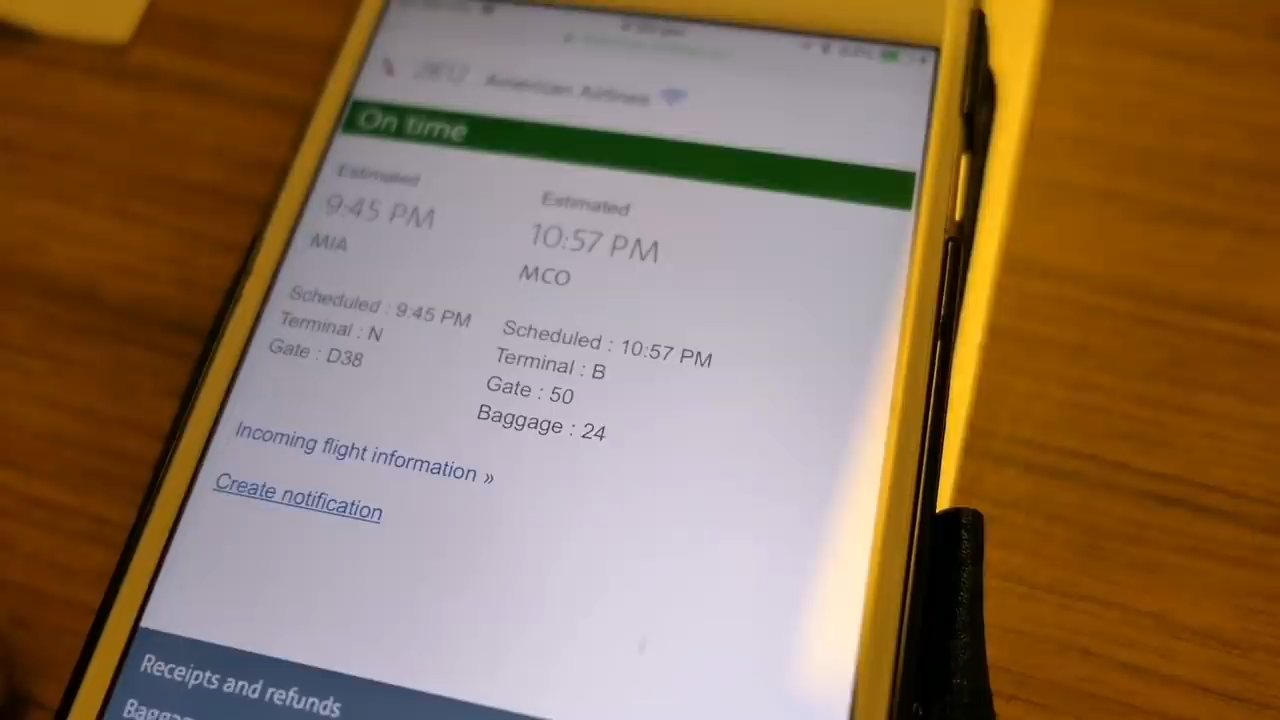 American Airlines
On time
Estimated
9:45 PM
MIA
Scheduled : 9:45 PM
Terminal : N
Gate : D38
Estimated
10:57 PM
MCO
Scheduled : 10:57 PM
Terminal : B
Gate : 50
Baggage : 24
Incoming flight information »
Create notification
Receipts and refunds